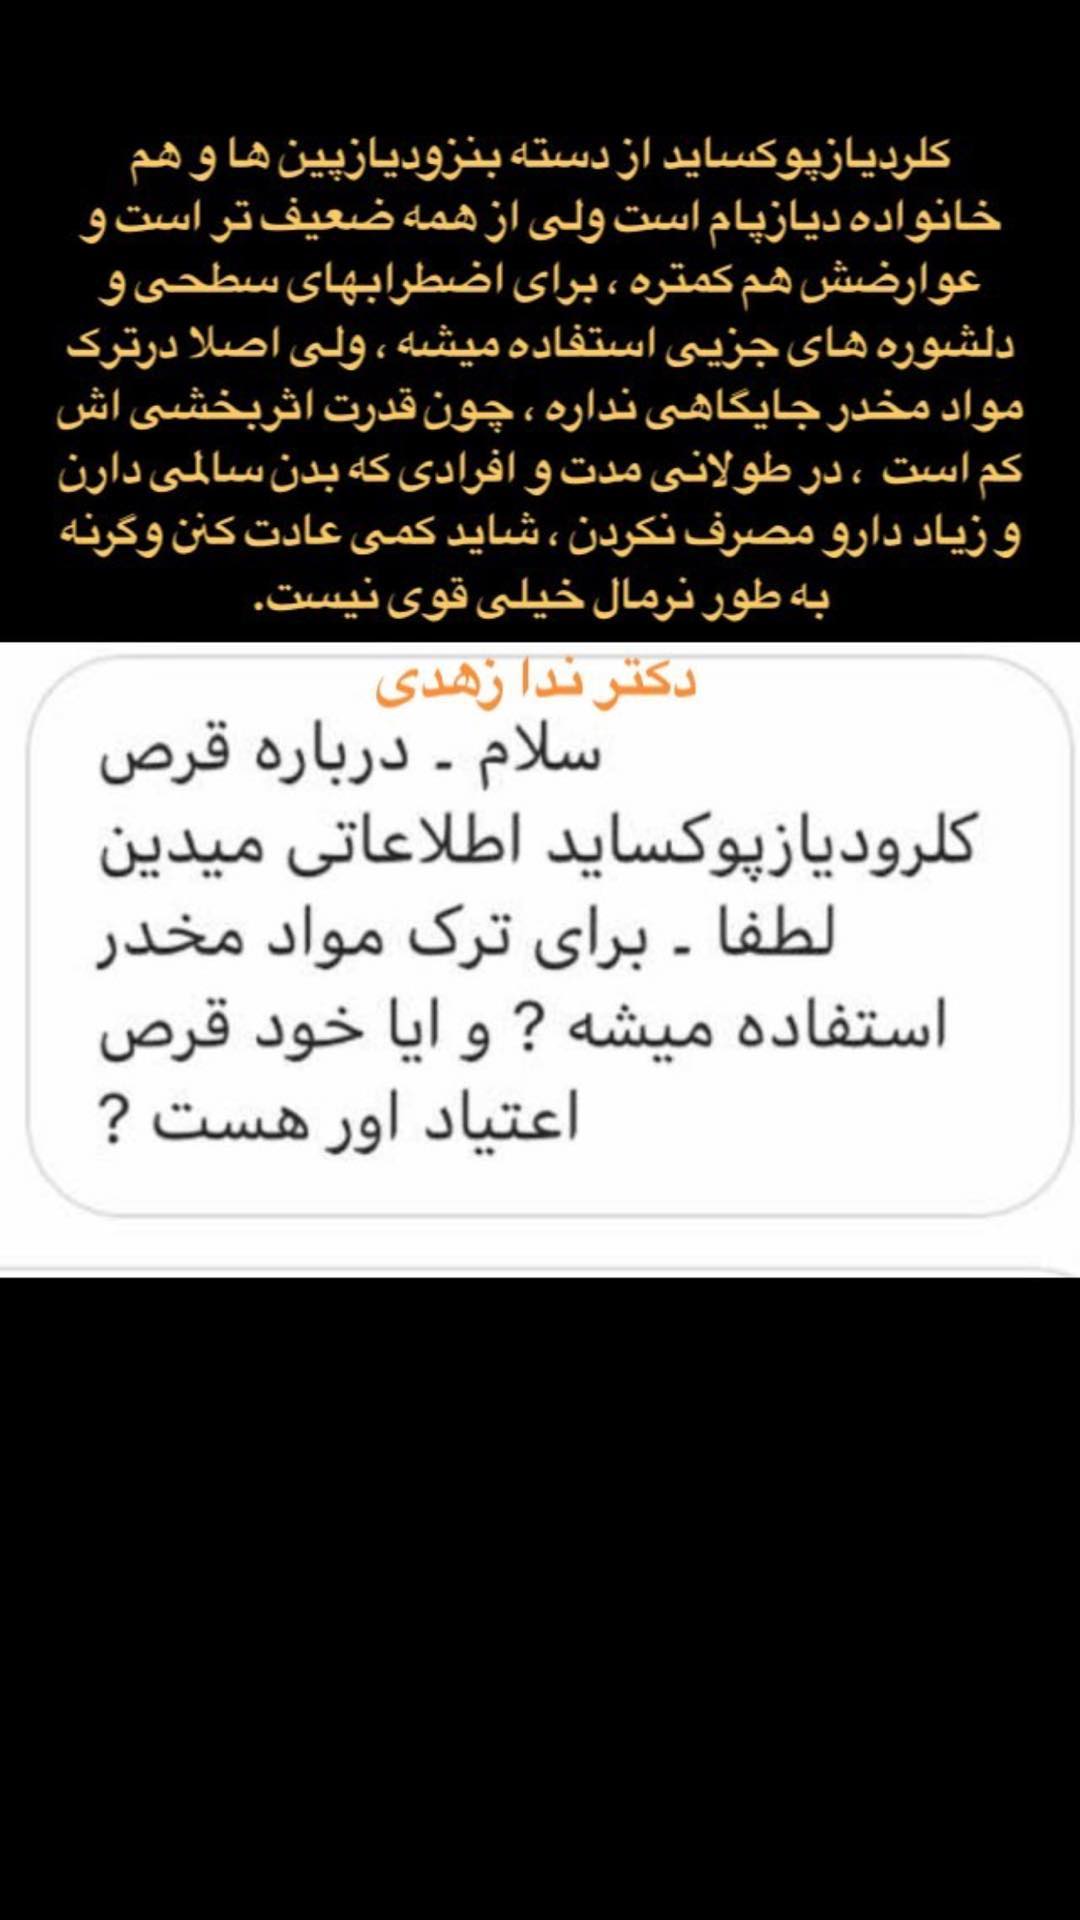 کلردیازپوکساید از دسته بنزودیازپین ها و هم
خانواده دیازپام است ولی از همه ضعیف تر است و
عوارضش هم کمتره ، برای اضطرابهای سطحی و
دلشوره های جزیی استفاده میشه ، ولی اصلا درترک
مواد مخدر جایگاهی نداره ، چون قدرت اثربخشی اش
کم است ، در طولانی مدت و افرادی که بدن سالمی دارن
و زیاد دارو مصرف نکردن ، شاید کمی عادت کنن وگرنه
به طور نرمال خیلی قوی نیست.
دکتر ندا زهدی
سلام ـ درباره قرص
کلرودیازپوکساید اطلاعاتی میدین
لطفا ـ برای ترک مواد مخدر
استفاده میشه ? و ایا خود قرص
اعتیاد اور هست ?